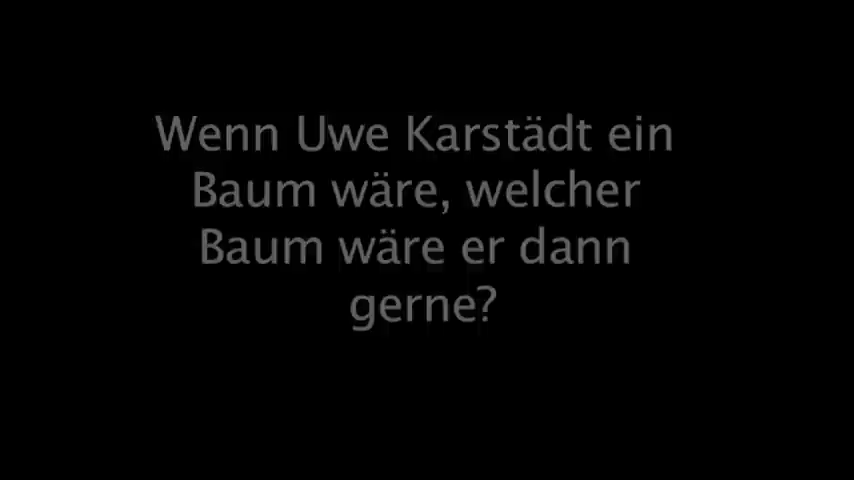 Wenn Uwe Karstädt ein
Baum wäre, welcher
Baum wäre er dann
gerne?